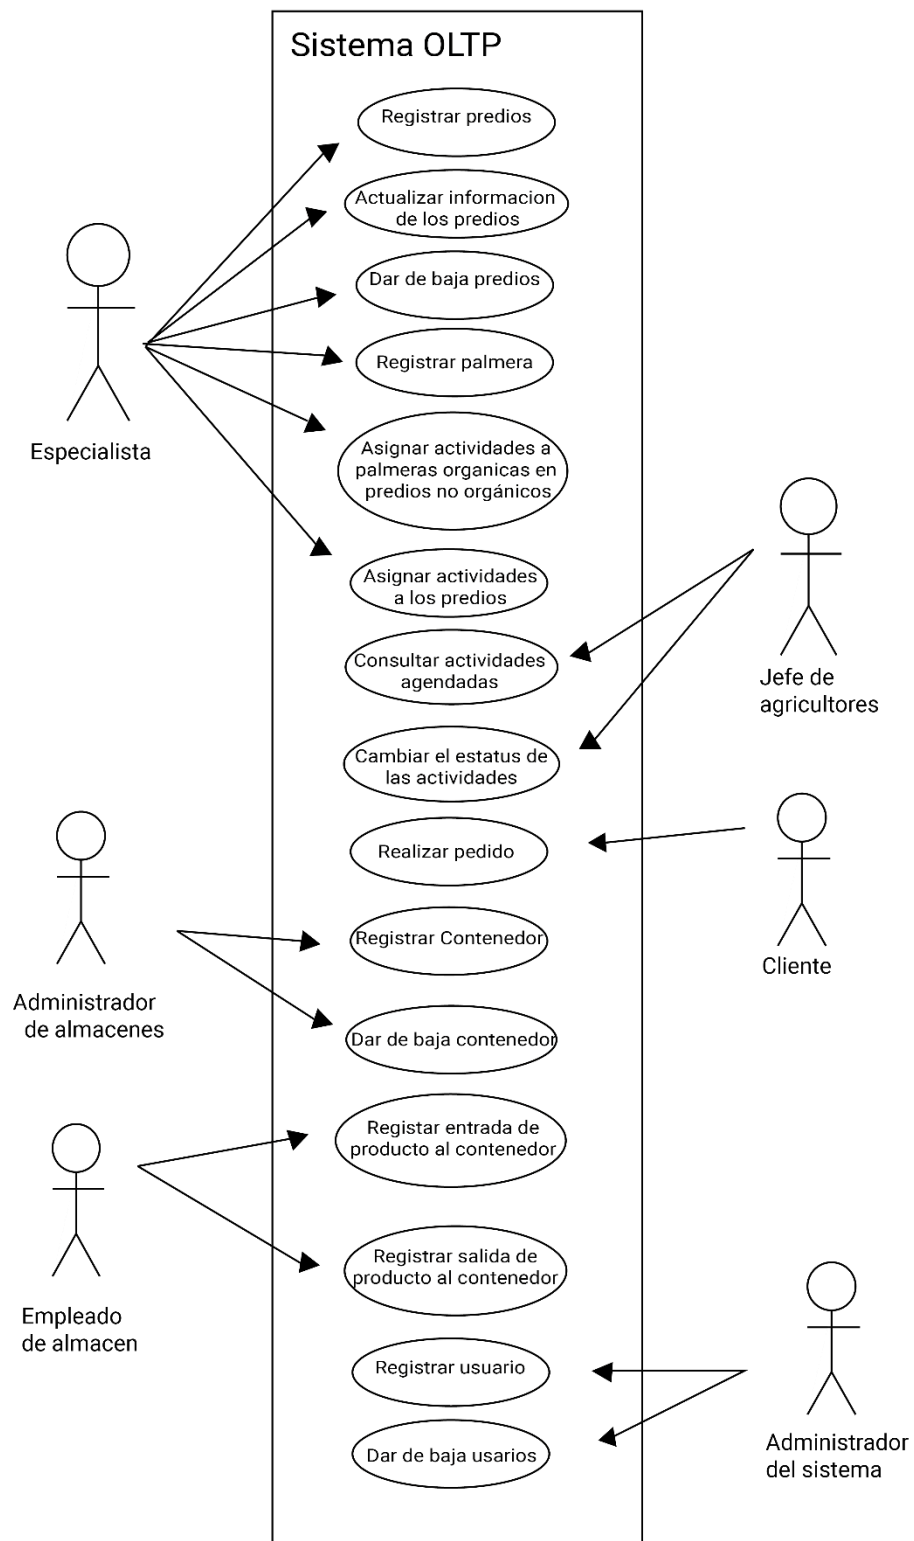 Sistema OLTP
Registrar predios
Actualizar informacion
de los predios
Dar de baja predios
Registrar palmera
Especialista
Asignar actividades a
palmeras organicas en
predios no orgánicos
Asignar actividades
a los predios
Consultar actividades
agendadas
Jefe de
agricultores
Cambiar el estatus de
las actividades
Realizar pedido
Registrar Contenedor
Cliente
Administrador
de almacenes
Dar de baja contenedor
Registar entrada de
producto al contenedor
Registrar salida de
producto al contenedor
Empleado
de almacen
Registrar usuario
Dar de baja usarios
Administrador
del sistema